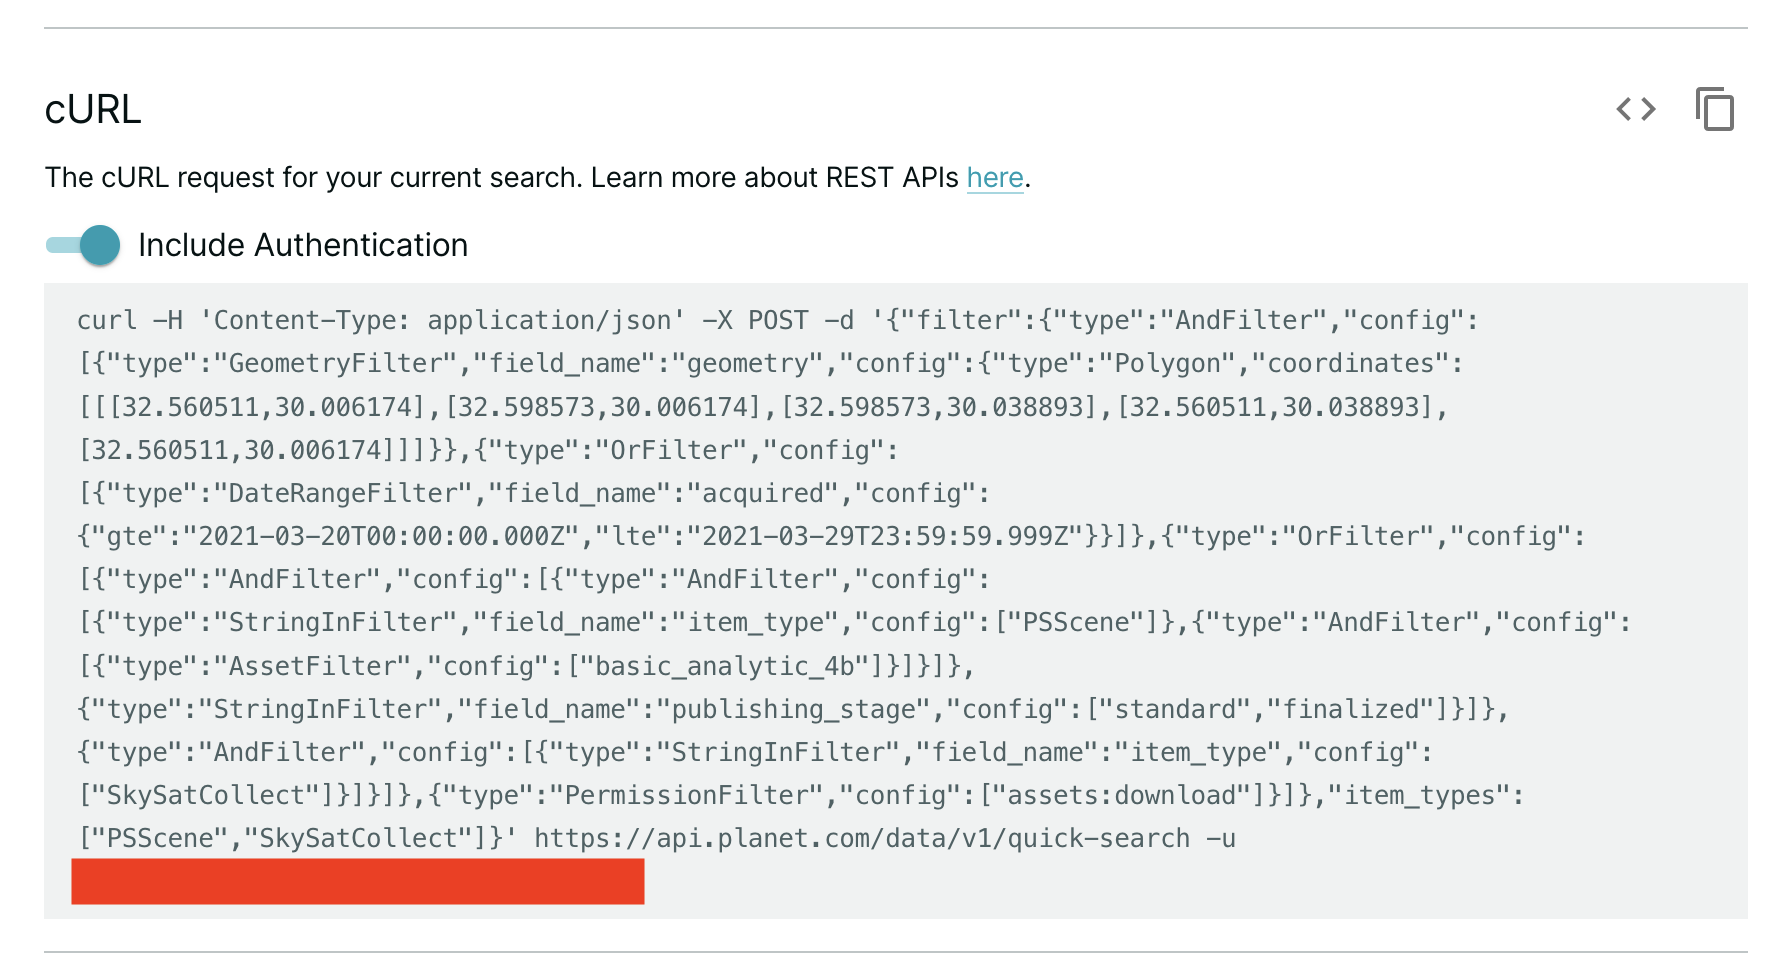 cURL
The cURL request for your current search. Learn more about REST APIs here.
Include Authentication
curl -H 'Content-Type: application/json' -X POST -d '{"filter":{"type":"AndFilter","config":
[{"type":"GeometryFilter","field_name":"geometry","config":{"type":"Polygon","coordinates":
[[[32.560511,30.006174],[32.598573,30.006174],[32.598573,30.038893],[32.560511,30.038893],
[32.560511,30.006174]]]}},{"type":"OrFilter","config":
[{"type":"DateRangeFilter","field_name":"acquired","config":
{"gte":"2021-03-20T00:00:00.000Z","lte":"2021-03-29T23:59:59.999Z"}}]},{"type":"OrFilter","config":
[{"type":"AndFilter","config":[{"type":"AndFilter","config":
[{"type":"StringInFilter","field_name":"item_type","config":["PSScene"]},{"type":"AndFilter","config":
[{"type":"AssetFilter","config":["basic_analytic_4b"]}]}]},
{"type":"StringInFilter","field_name":"publishing_stage","config":["standard","finalized"]}]},
{"type":"AndFilter","config":[{"type":"StringInFilter","field_name":"item_type","config":
["SkySatCollect"]}]}]},{"type":"PermissionFilter","config":["assets:download"]}]},"item_types":
["PSScene","SkySatCollect"]}' https://api.planet.com/data/v1/quick-search -u